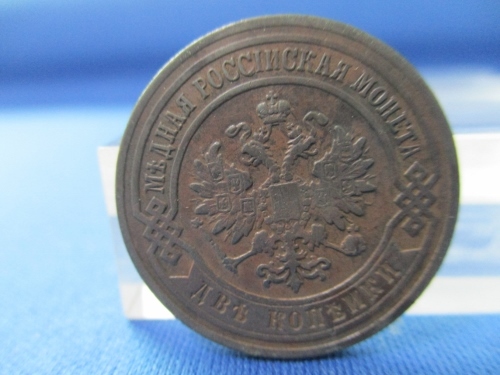 МѢДНАЯ РОССІЙСКАЯ МОНЕТА
ДВѢ КОПѢЙКИ